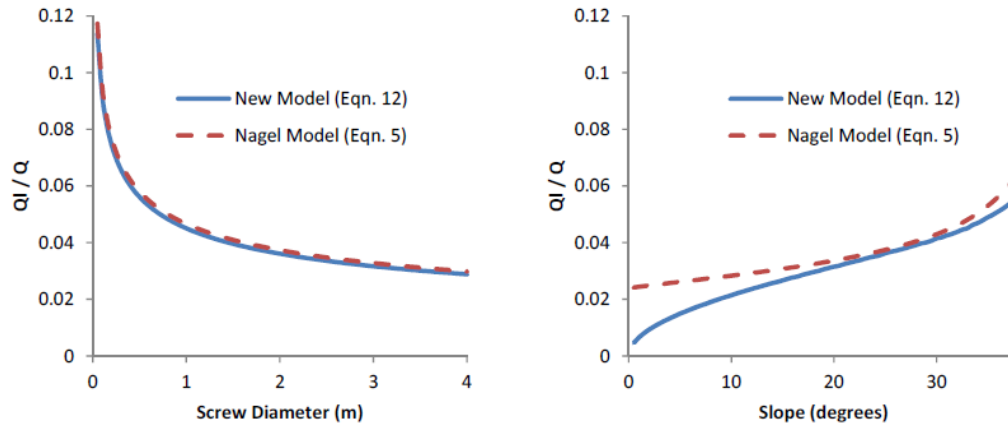 0.12
0.1
0.08
0.06
0.04
0.02
0
QI / Q
New Model (Eqn. 12)
Nagel Model (Eqn. 5)
0 1 2 3 4
Screw Diameter (m)
0.12
0.1
0.08
0.06
0.04
0.02
0
QI / Q
New Model (Eqn. 12)
Nagel Model (Eqn. 5)
0 10 20 30
Slope (degrees)